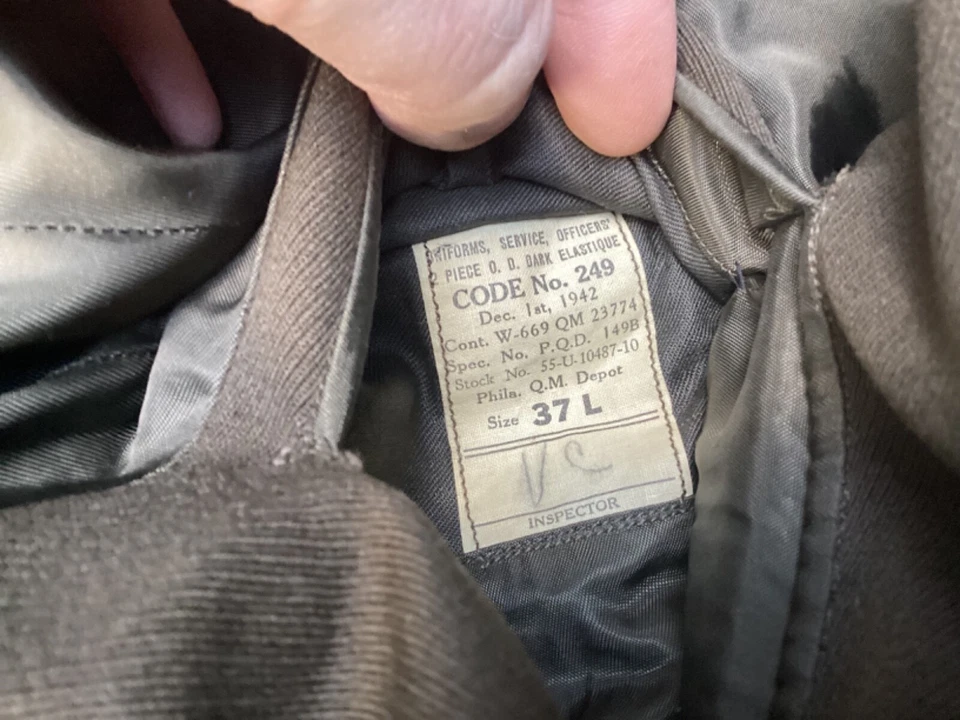 UNIFORMS, SERVICE, OFFICERS'
2 PIECE O. D. DARK ELASTIQUE
CODE No. 249
Dec. 1st, 1942
Cont. W-669 QM 23774
Spec. No. P.Q.D. 149B
Stock No. 55-U-10487-10
Phila. Q.M. Depot
Size 37 L
INSPECTOR